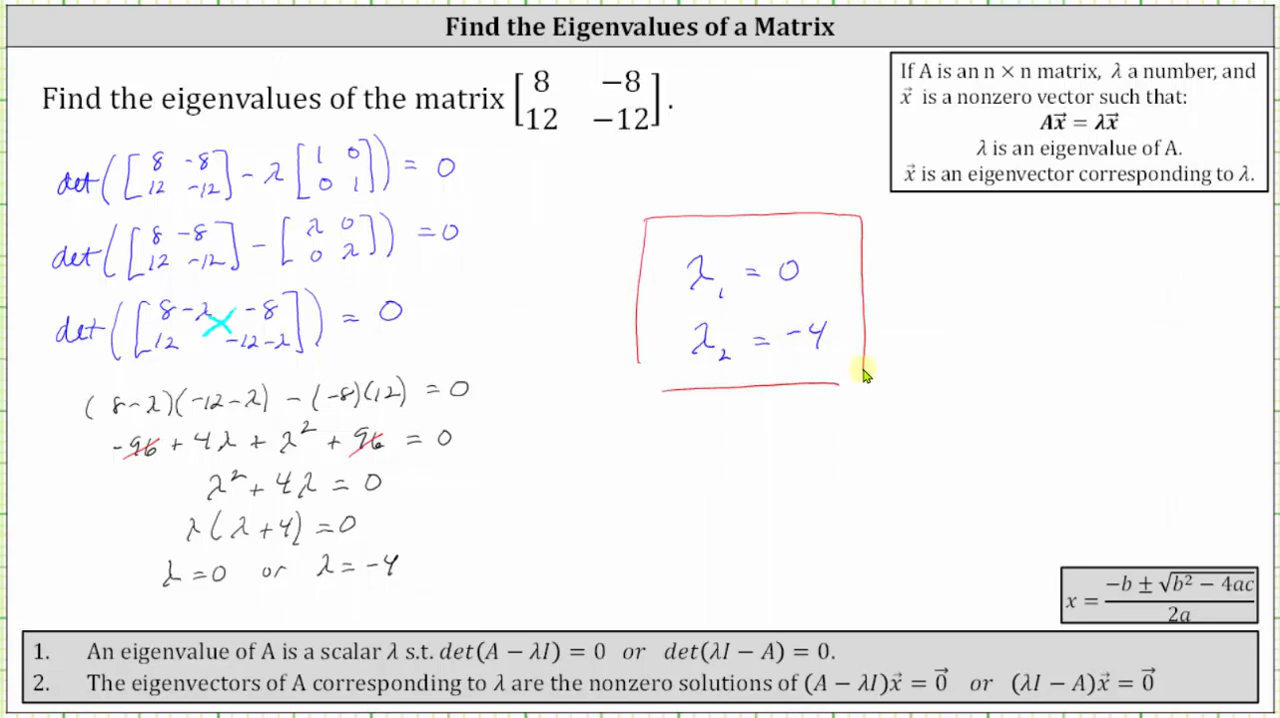 Find the Eigenvalues of a Matrix
Find the eigenvalues of the matrix [8 −8; 12 −12].
If A is an n × n matrix, λ a number, and
x⃗ is a nonzero vector such that:
Ax⃗ = λx⃗
λ is an eigenvalue of A.
x⃗ is an eigenvector corresponding to λ.
det([8 -8; 12 -12] - λ[1 0; 0 1]) = 0
det([8 -8; 12 -12] - [λ 0; 0 λ]) = 0
det([8-λ -8; 12 -12-λ]) = 0
(8-λ)(-12-λ) - (-8)(12) = 0
-96 + 4λ + λ² + 96 = 0
λ² + 4λ = 0
λ(λ+4) = 0
λ = 0 or λ = -4
λ₁ = 0
λ₂ = -4
x = (−b ± √(b² − 4ac)) / 2a
1. An eigenvalue of A is a scalar λ s.t. det(A − λI) = 0 or det(λI − A) = 0.
2. The eigenvectors of A corresponding to λ are the nonzero solutions of (A − λI)x⃗ = 0⃗ or (λI − A)x⃗ = 0⃗